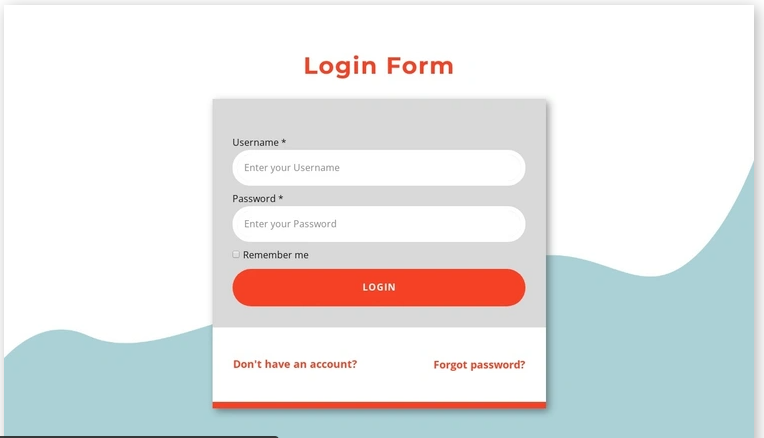 Login Form
Username *
Enter your Username
Password *
Enter your Password
Remember me
LOGIN
Don't have an account? Forgot password?